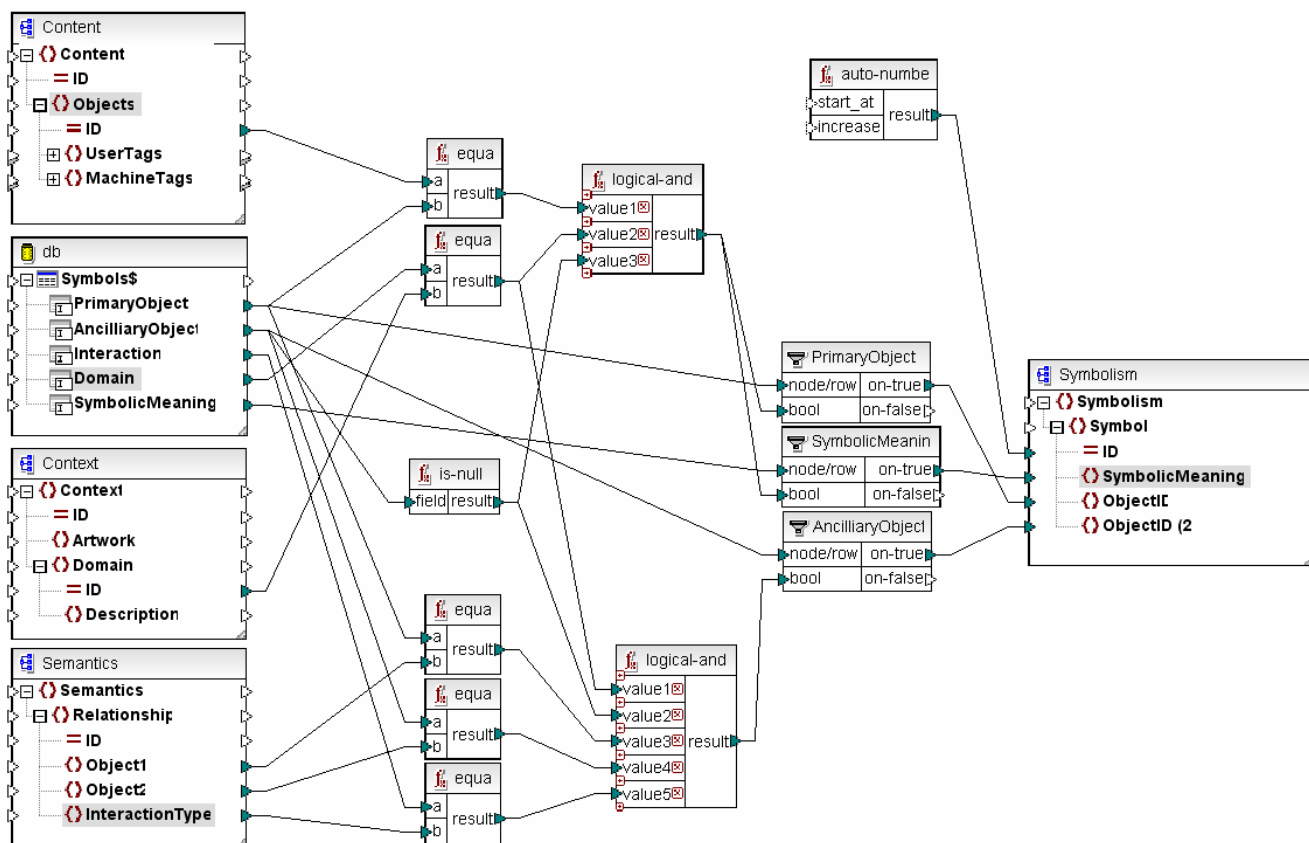 Content
Content
ID
Objects
ID
UserTags
MachineTags
db
Symbols$
PrimaryObject
AncilliaryObject
Interaction
Domain
SymbolicMeaning
Context
Context
ID
Artwork
Domain
ID
Description
Semantics
Semantics
Relationship
ID
Object1
Object2
InteractionType
equa
a
result
b
equa
a
result
b
is-null
field result
equa
a
result
b
equa
a
result
b
equa
a
result
b
logical-and
value1
value2 result
value3
logical-and
value1
value2
value3 result
value4
value5
auto-numbe
start_at
result
increase
PrimaryObject
node/row on-true
bool on-false
SymbolicMeanin
node/row on-true
bool on-false
AncilliaryObject
node/row on-true
bool on-false
Symbolism
Symbolism
Symbol
ID
SymbolicMeaning
ObjectID
ObjectID (2